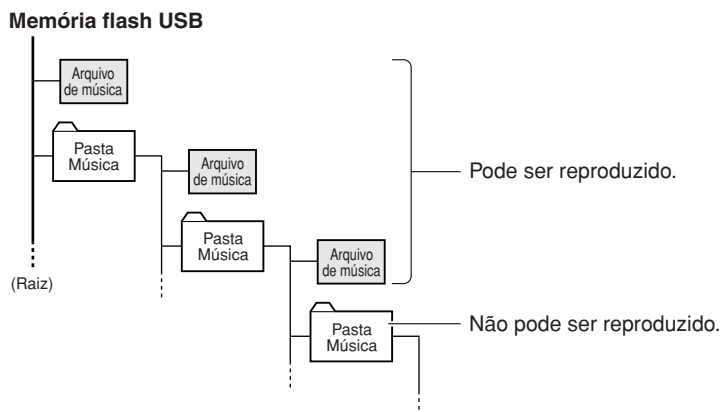 Memória flash USB
Arquivo
de música
Pasta
Música
Arquivo
de música
Pode ser reproduzido.
Pasta
Música
Arquivo
de música
(Raiz)
Pasta
Música
Não pode ser reproduzido.